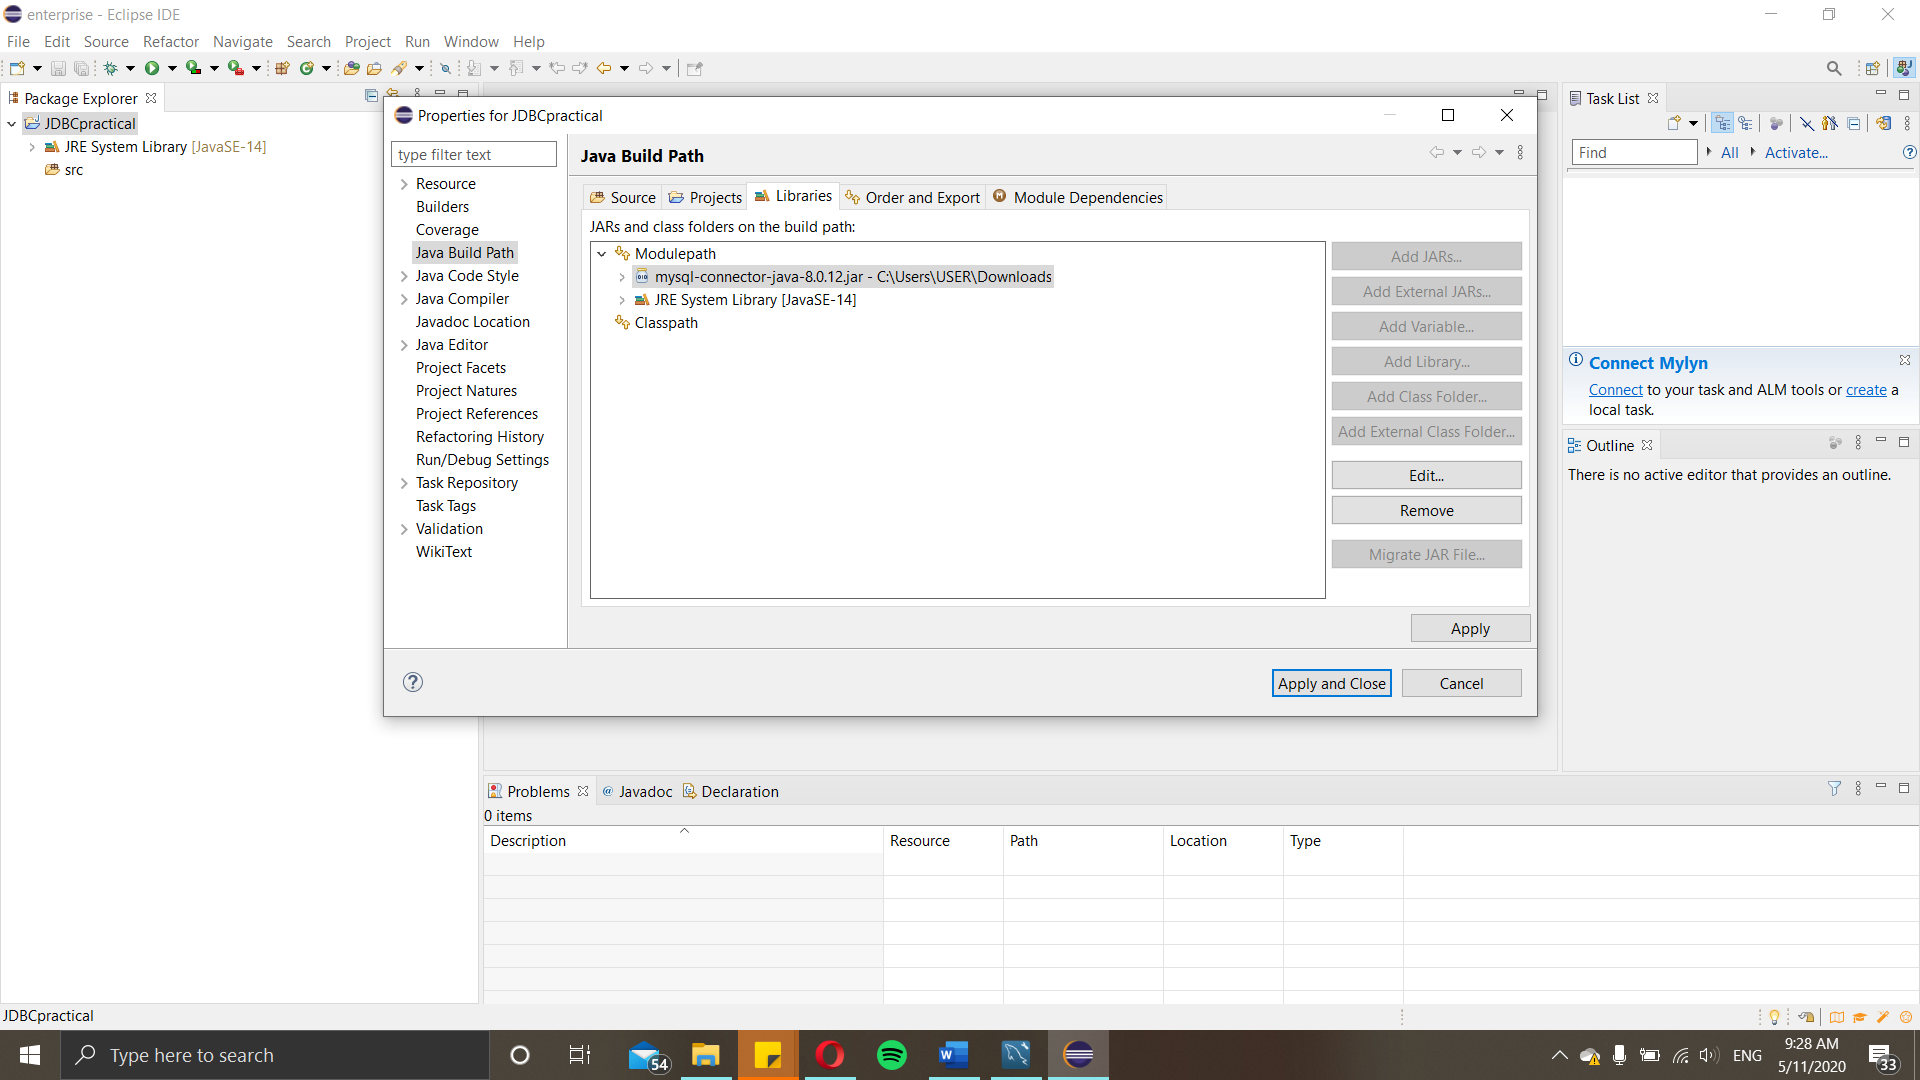 enterprise - Eclipse IDE
File Edit Source Refactor Navigate Search Project Run Window Help
Package Explorer
JDBCpractical
JRE System Library [JavaSE-14]
src
Properties for JDBCpractical
type filter text
Resource
Builders
Coverage
Java Build Path
Java Code Style
Java Compiler
Javadoc Location
Java Editor
Project Facets
Project Natures
Project References
Refactoring History
Run/Debug Settings
Task Repository
Task Tags
Validation
WikiText
Java Build Path
Source Projects Libraries Order and Export Module Dependencies
JARs and class folders on the build path:
Modulepath
mysql-connector-java-8.0.12.jar - C:\Users\USER\Downloads
JRE System Library [JavaSE-14]
Classpath
Add JARs...
Add External JARs...
Add Variable...
Add Library...
Add Class Folder...
Add External Class Folder...
Edit...
Remove
Migrate JAR File...
Apply
Apply and Close Cancel
Task List
Find All Activate...
Connect Mylyn
Connect to your task and ALM tools or create a
local task.
Outline
There is no active editor that provides an outline.
Problems Javadoc Declaration
0 items
Description Resource Path Location Type
JDBCpractical
Type here to search
54
ENG
9:28 AM
5/11/2020
33